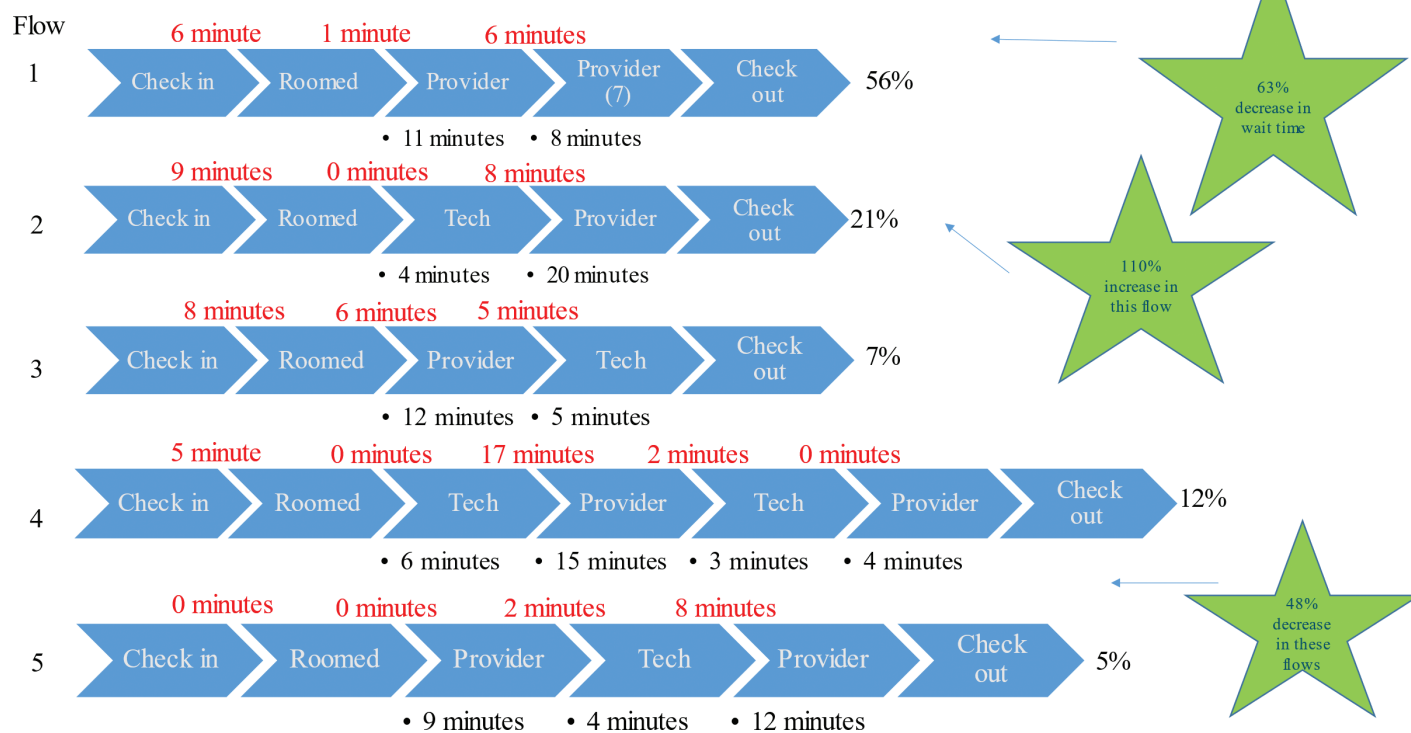 Flow
6 minute 1 minute 6 minutes
1 Check in Roomed Provider Provider (7) Check out 56%
• 11 minutes • 8 minutes
63%
decrease in
wait time
9 minutes 0 minutes 8 minutes
2 Check in Roomed Tech Provider Check out 21%
• 4 minutes • 20 minutes
110%
increase in
this flow
8 minutes 6 minutes 5 minutes
3 Check in Roomed Provider Tech Check out 7%
• 12 minutes • 5 minutes
5 minute 0 minutes 17 minutes 2 minutes 0 minutes
4 Check in Roomed Tech Provider Tech Provider Check out 12%
• 6 minutes • 15 minutes • 3 minutes • 4 minutes
0 minutes 0 minutes 2 minutes 8 minutes
5 Check in Roomed Provider Tech Provider Check out 5%
• 9 minutes • 4 minutes • 12 minutes
48%
decrease
in these
flows